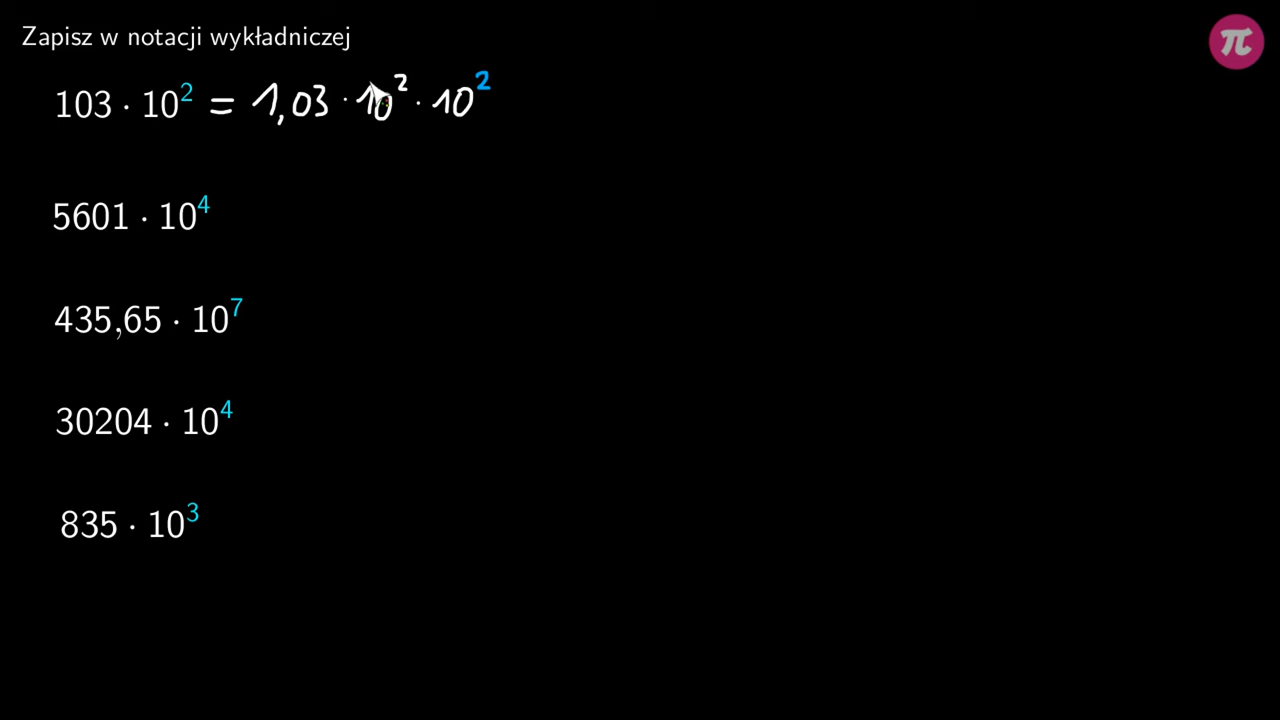 Zapisz w notacji wykładniczej
103 · 10² = 1,03 · 10² · 10²
5601 · 10⁴
435,65 · 10⁷
30204 · 10⁴
835 · 10³
π